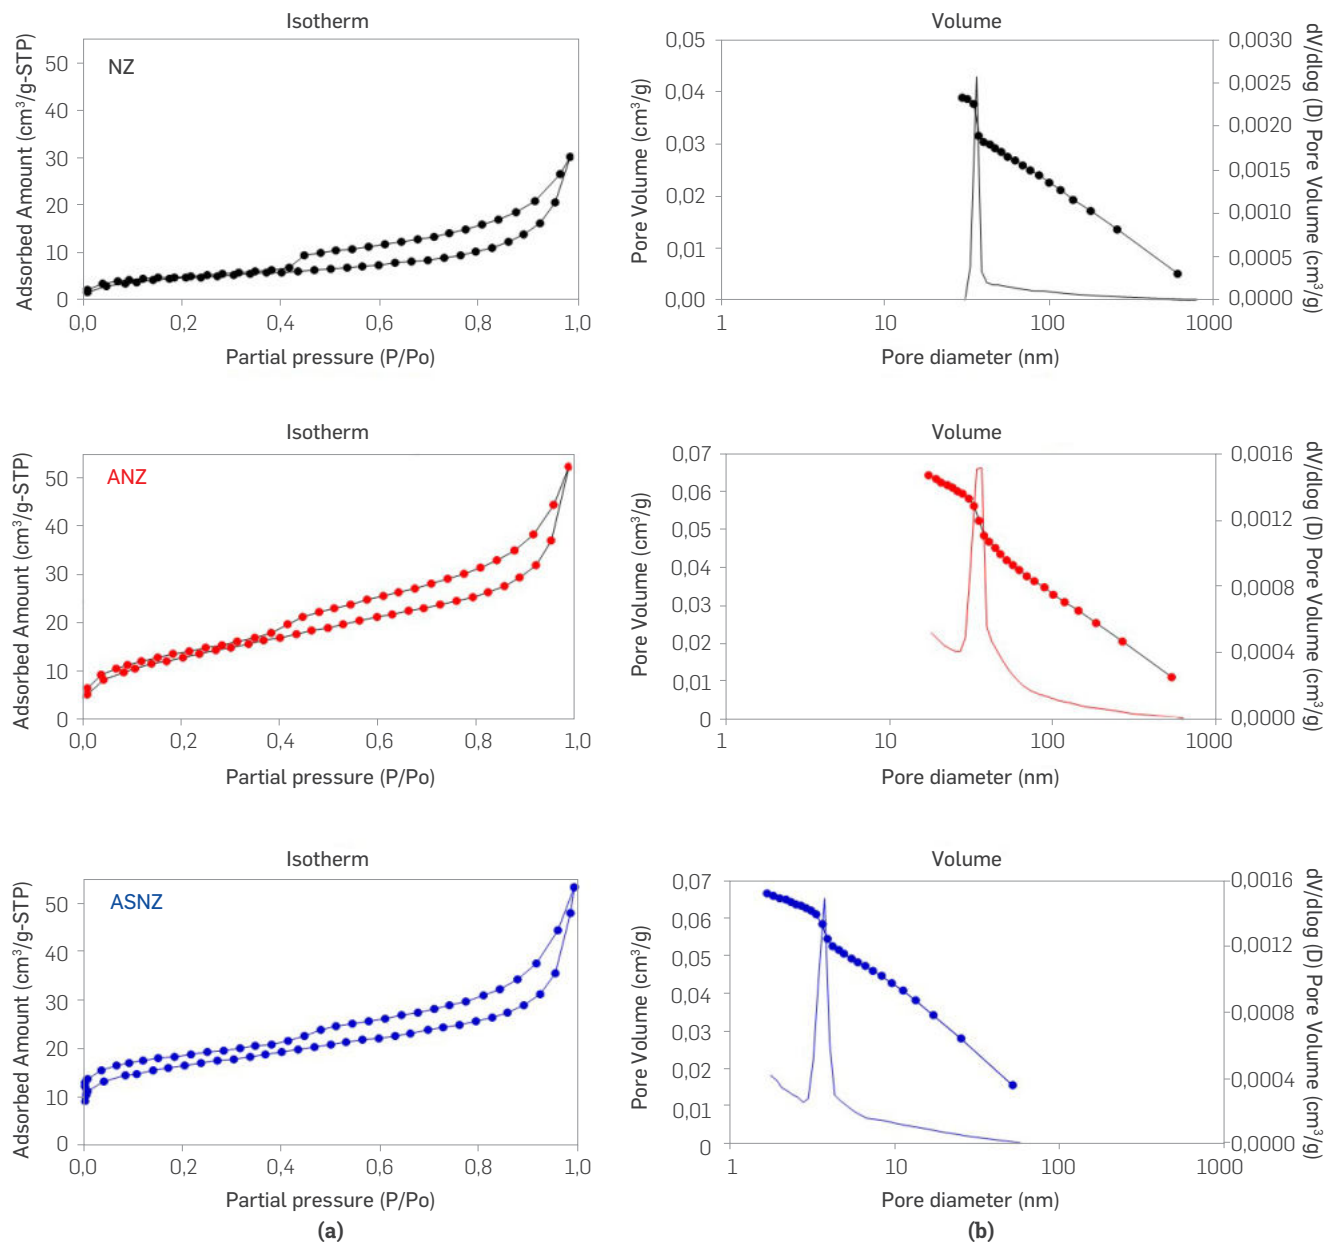 Isotherm
Adsorbed Amount (cm³/g-STP)
NZ
50
40
30
20
10
0
0,0 0,2 0,4 0,6 0,8 1,0
Partial pressure (P/Po)
Volume
Pore Volume (cm³/g)
0,05
0,04
0,03
0,02
0,01
0,00
1 10 100 1000
Pore diameter (nm)
0,0030
0,0025
0,0020
0,0015
0,0010
0,0005
0,0000
dV/dlog (D) Pore Volume (cm³/g)
Isotherm
Adsorbed Amount (cm³/g-STP)
ANZ
50
40
30
20
10
0
0,0 0,2 0,4 0,6 0,8 1,0
Partial pressure (P/Po)
Volume
Pore Volume (cm³/g)
0,07
0,06
0,05
0,04
0,03
0,02
0,01
0
1 10 100 1000
Pore diameter (nm)
0,0016
0,0012
0,0008
0,0004
0,0000
dV/dlog (D) Pore Volume (cm³/g)
Isotherm
Adsorbed Amount (cm³/g-STP)
ASNZ
50
40
30
20
10
0
0,0 0,2 0,4 0,6 0,8 1,0
Partial pressure (P/Po)
(a)
Volume
Pore Volume (cm³/g)
0,07
0,06
0,05
0,04
0,03
0,02
0,01
0
1 10 100 1000
Pore diameter (nm)
0,0016
0,0012
0,0008
0,0004
0,0000
dV/dlog (D) Pore Volume (cm³/g)
(b)